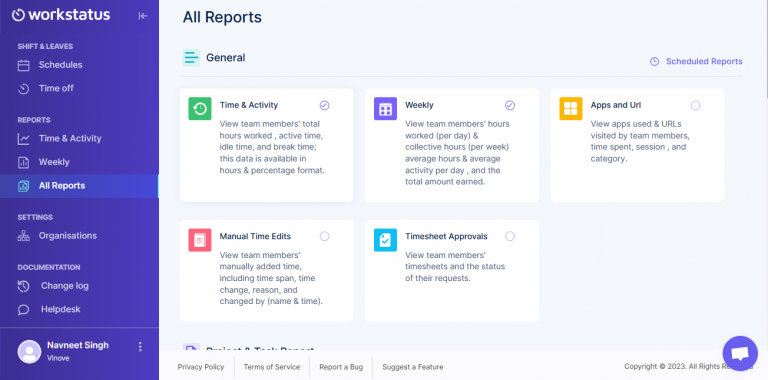 workstatus
SHIFT & LEAVES
Schedules
Time off
REPORTS
Time & Activity
Weekly
All Reports
SETTINGS
Organisations
DOCUMENTATION
Change log
Helpdesk
Navneet Singh
Vinove
All Reports
General
Scheduled Reports
Time & Activity
View team members' total
hours worked , active time,
idle time, and break time;
this data is available in
hours & percentage format.
Weekly
View team members' hours
worked (per day) &
collective hours (per week)
average hours & average
activity per day , and the
total amount earned.
Apps and Url
View apps used & URLs
visited by team members,
time spent, session , and
category.
Manual Time Edits
View team members'
manually added time,
including time span, time
change, reason, and
changed by (name & time).
Timesheet Approvals
View team members'
timesheets and the status
of their requests.
Project & Task Report
Privacy Policy
Terms of Service
Report a Bug
Suggest a Feature
Copyright © 2023. All Rights